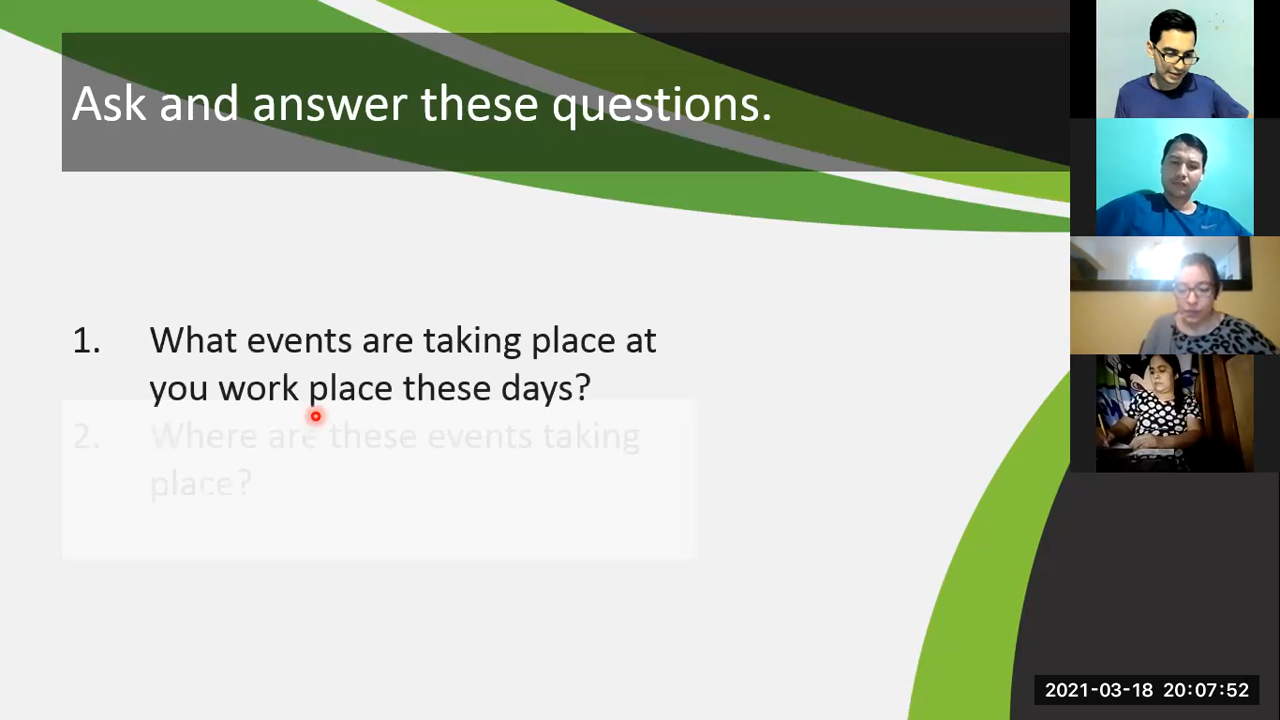 Ask and answer these questions.
1. What events are taking place at
you work place these days?
2. Where are these events taking
place?
2021-03-18 20:07:52